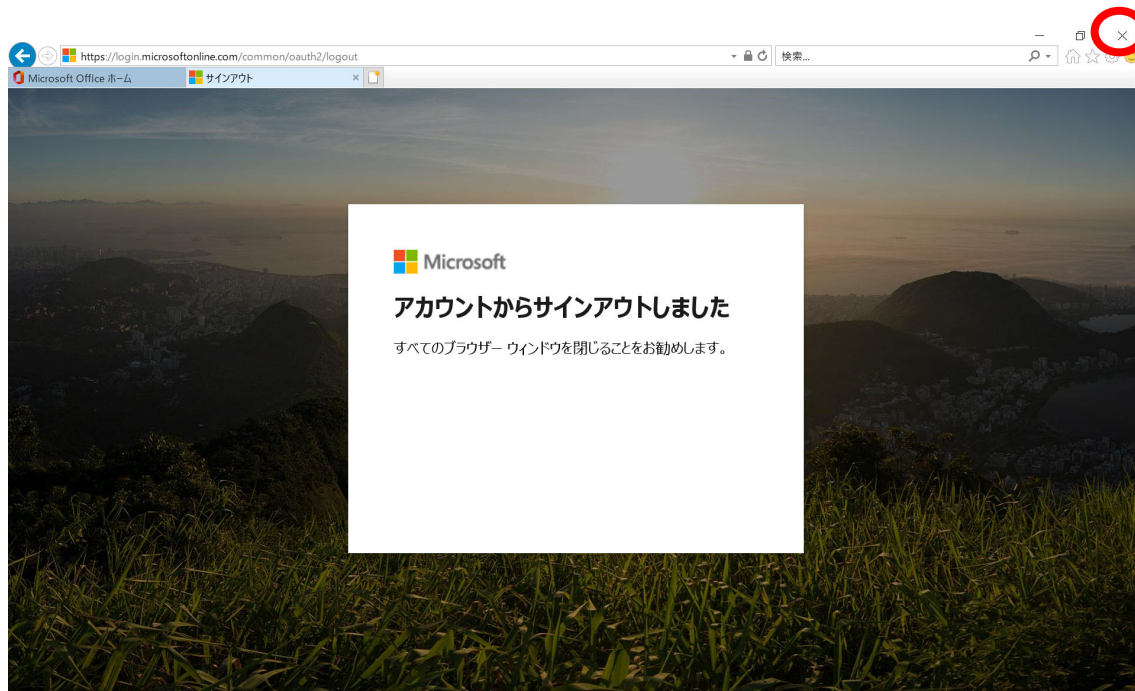 https://login.microsoftonline.com/common/oauth2/logout
検索...
Microsoft Office ホーム
サインアウト
Microsoft
アカウントからサインアウトしました
すべてのブラウザー ウィンドウを閉じることをお勧めします。